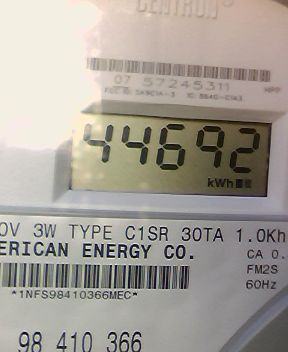 CENTRON®
07 57245311 HPP
44692
kWh
0V 3W TYPE C1SR 30TA 1.0Kh
ERICAN ENERGY CO. CA 0.
FM2S
*1NFS98410366MEC* 60Hz
98 410 366